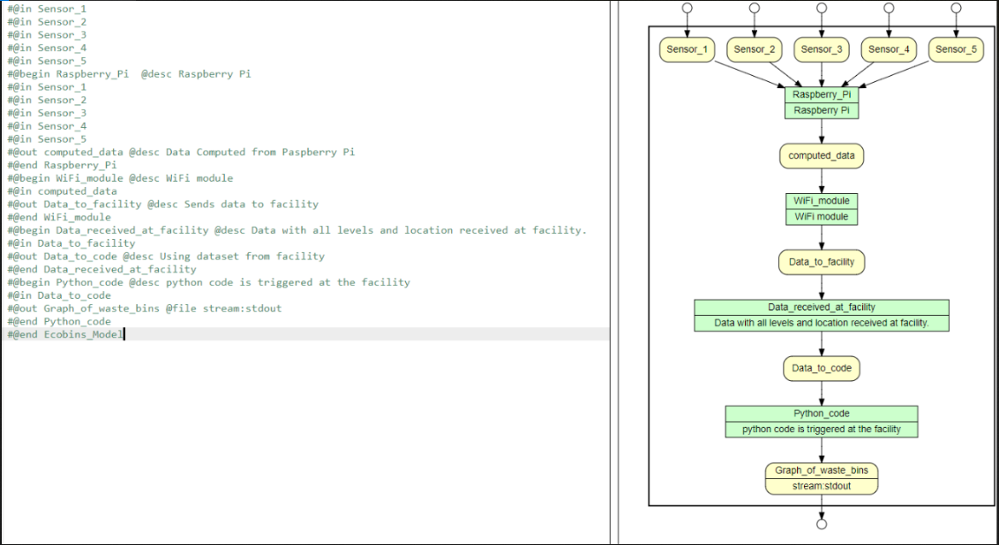 #@in Sensor_1
#@in Sensor_2
#@in Sensor_3
#@in Sensor_4
#@in Sensor_5
#@begin Raspberry_Pi  @desc Raspberry Pi
#@in Sensor_1
#@in Sensor_2
#@in Sensor_3
#@in Sensor_4
#@in Sensor_5
#@out computed_data @desc Data Computed from Paspberry Pi
#@end Raspberry_Pi
#@begin WiFi_module @desc WiFi module
#@in computed_data
#@out Data_to_facility @desc Sends data to facility
#@end WiFi_module
#@begin Data_received_at_facility @desc Data with all levels and location received at facility.
#@in Data_to_facility
#@out Data_to_code @desc Using dataset from facility
#@end Data_received_at_facility
#@begin Python_code @desc python code is triggered at the facility
#@in Data_to_code
#@out Graph_of_waste_bins @file stream:stdout
#@end Python_code
#@end Ecobins_Model
Sensor_1 Sensor_2 Sensor_3 Sensor_4 Sensor_5
Raspberry_Pi
Raspberry Pi
computed_data
WiFi_module
WiFi module
Data_to_facility
Data_received_at_facility
Data with all levels and location received at facility.
Data_to_code
Python_code
python code is triggered at the facility
Graph_of_waste_bins
stream:stdout